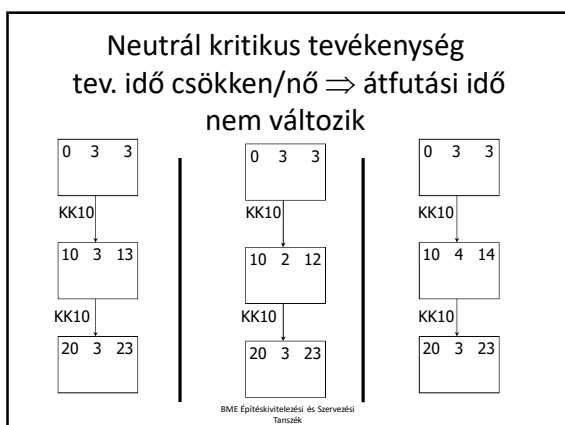 Neutrál kritikus tevékenység
tev. idő csökken/nő ⇒ átfutási idő
nem változik
0 3 3
KK10
10 3 13
KK10
20 3 23
0 3 3
KK10
10 2 12
KK10
20 3 23
0 3 3
KK10
10 4 14
KK10
20 3 23
BME Építéskivitelezési és Szervezési
Tanszék